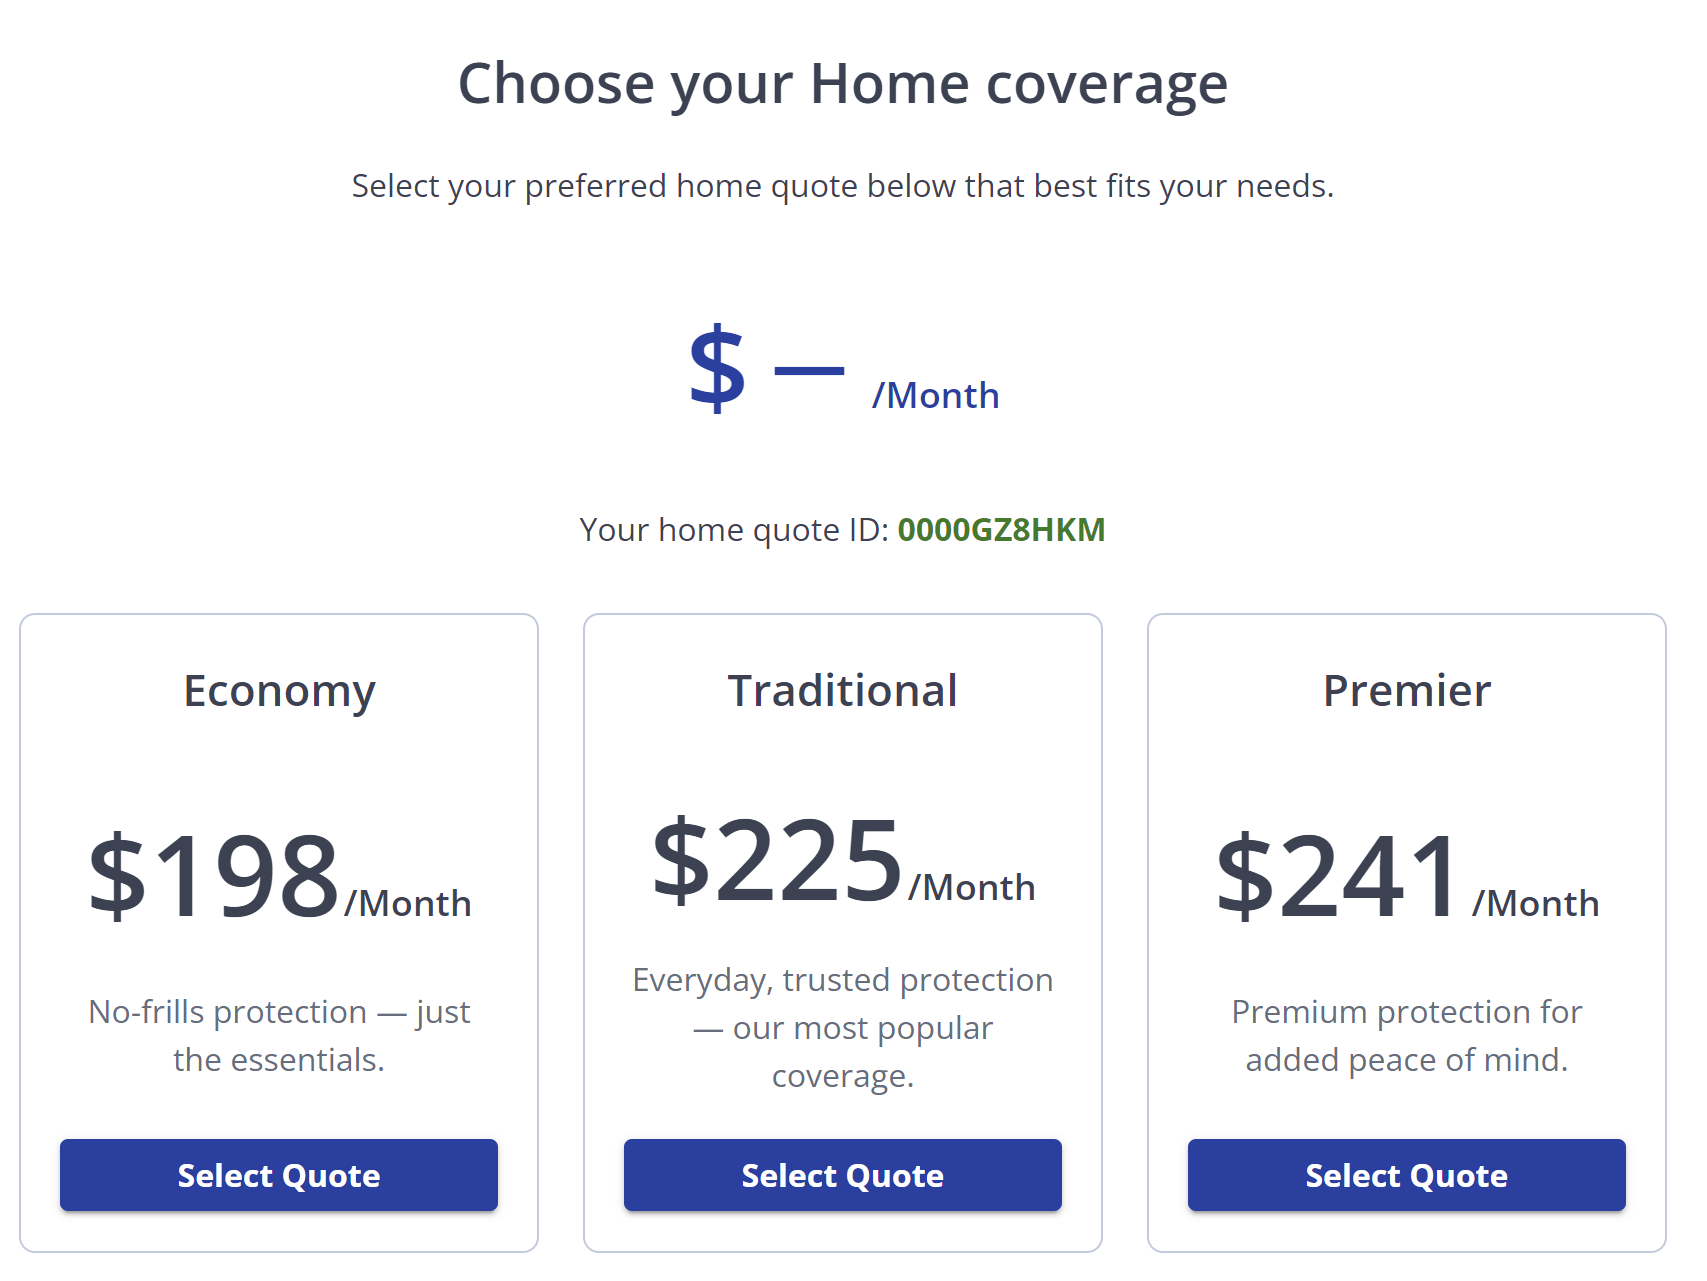 Choose your Home coverage
Select your preferred home quote below that best fits your needs.
$ — /Month
Your home quote ID: 0000GZ8HKM
Economy
$198/Month
No-frills protection — just
the essentials.
Select Quote
Traditional
$225/Month
Everyday, trusted protection
— our most popular
coverage.
Select Quote
Premier
$241/Month
Premium protection for
added peace of mind.
Select Quote